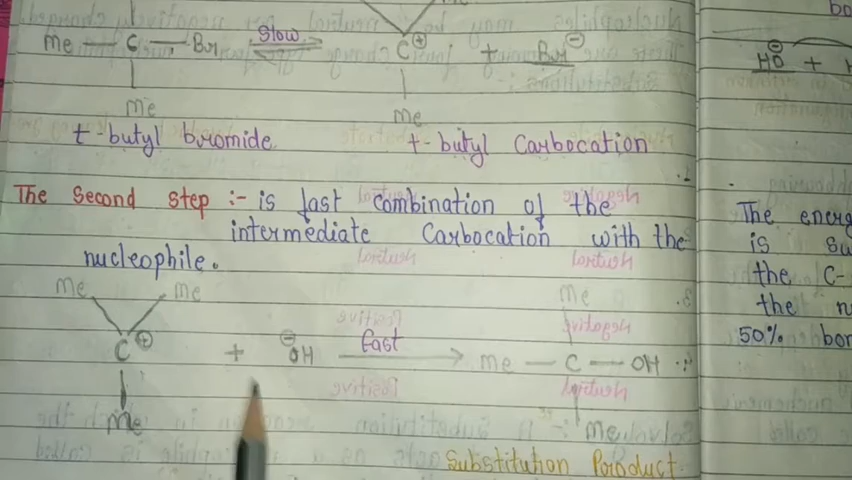 Me — C — Br Slow C⊕ + Br⊖
Me Me
t-butyl bromide t-butyl Carbocation
The Second step :- is fast combination of the
intermediate Carbocation with the
nucleophile.
Me Me Me
C⊕ + ⊖OH fast Me — C — OH
Me Me
Substitution Product
HO⊖ +
The energ
is su
the C-
the n
50% bon